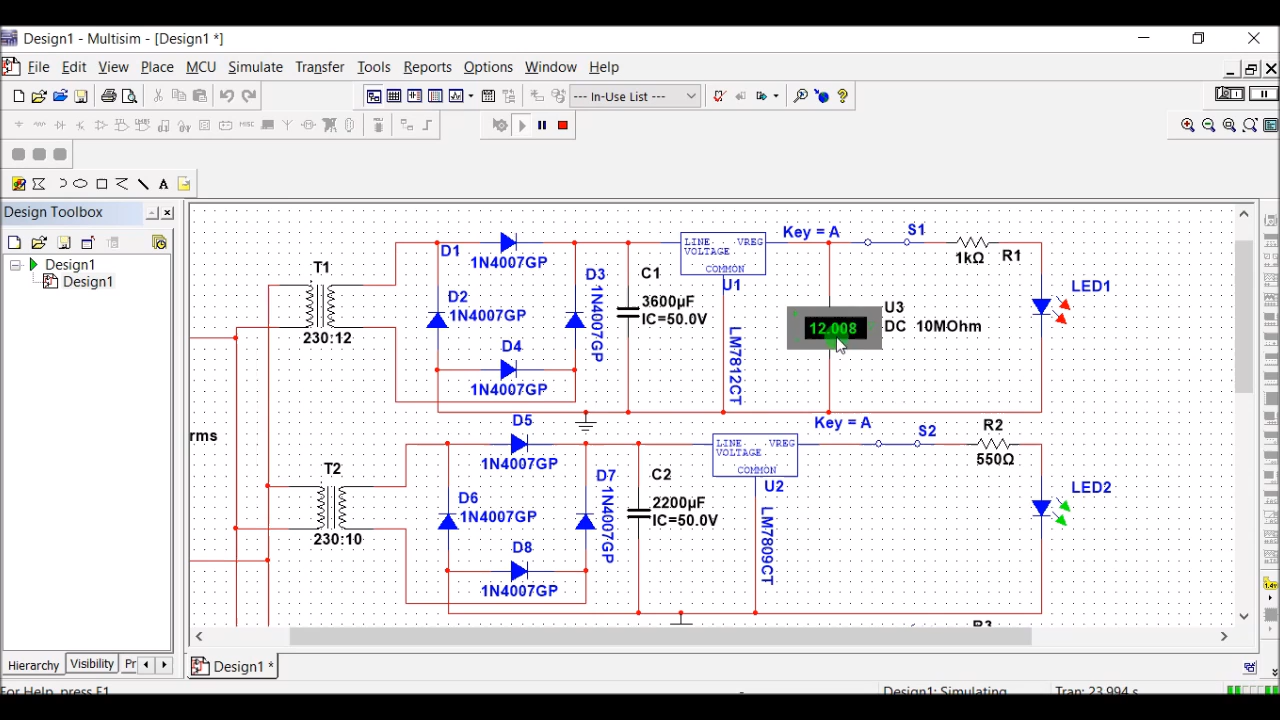 Design1 - Multisim - [Design1 *]
File Edit View Place MCU Simulate Transfer Tools Reports Options Window Help
--- In-Use List ---
MISC
Design Toolbox
Design1
Design1
Hierarchy Visibility Pr
T1
230:12
D1
1N4007GP
D2
1N4007GP
D3
1N4007GP
D4
1N4007GP
C1
3600µF
IC=50.0V
LINE VREG
VOLTAGE
COMMON
U1
LM7812CT
Key = A
S1
1kΩ R1
LED1
U3
DC 10MOhm
12.008
rms
T2
230:10
D5
1N4007GP
D6
1N4007GP
D7
1N4007GP
D8
1N4007GP
C2
2200µF
IC=50.0V
LINE VREG
VOLTAGE
COMMON
U2
LM7809CT
Key = A
S2
R2
550Ω
LED2
R3
Design1 *
For Help, press F1
Design1: Simulating Tran: 23.994 s